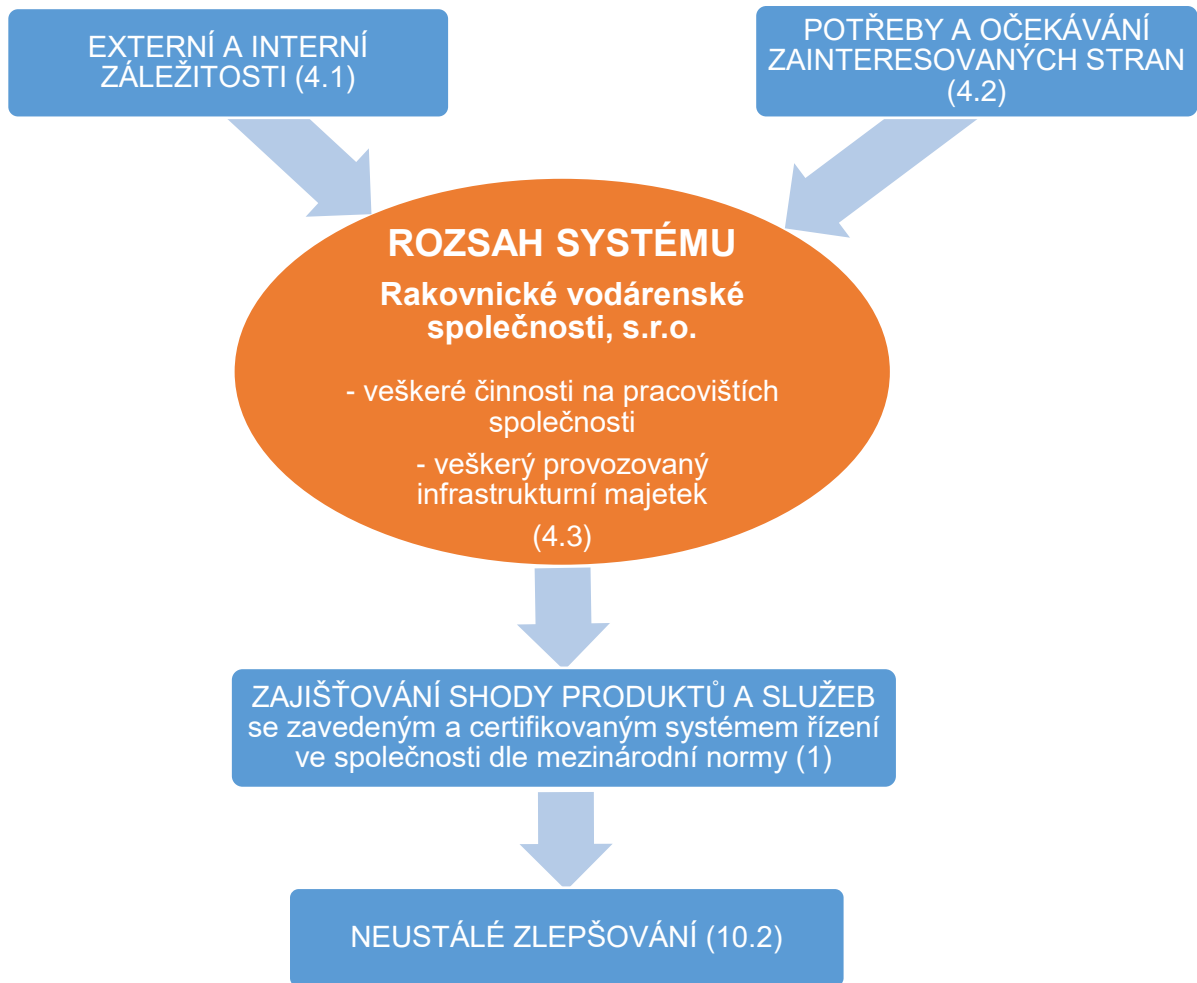 EXTERNÍ A INTERNÍ
ZÁLEŽITOSTI (4.1)
POTŘEBY A OČEKÁVÁNÍ
ZAINTERESOVANÝCH STRAN
(4.2)
ROZSAH SYSTÉMU
Rakovnické vodárenské
společnosti, s.r.o.
- veškeré činnosti na pracovištích
společnosti
- veškerý provozovaný
infrastrukturní majetek
(4.3)
ZAJIŠŤOVÁNÍ SHODY PRODUKTŮ A SLUŽEB
se zavedeným a certifikovaným systémem řízení
ve společnosti dle mezinárodní normy (1)
NEUSTÁLÉ ZLEPŠOVÁNÍ (10.2)